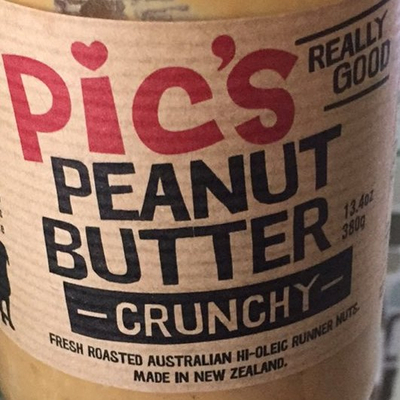 Pic's
REALLY
GOOD
PEANUT
BUTTER
13.4oz
380g
– CRUNCHY –
FRESH ROASTED AUSTRALIAN HI-OLEIC RUNNER NUTS.
MADE IN NEW ZEALAND.